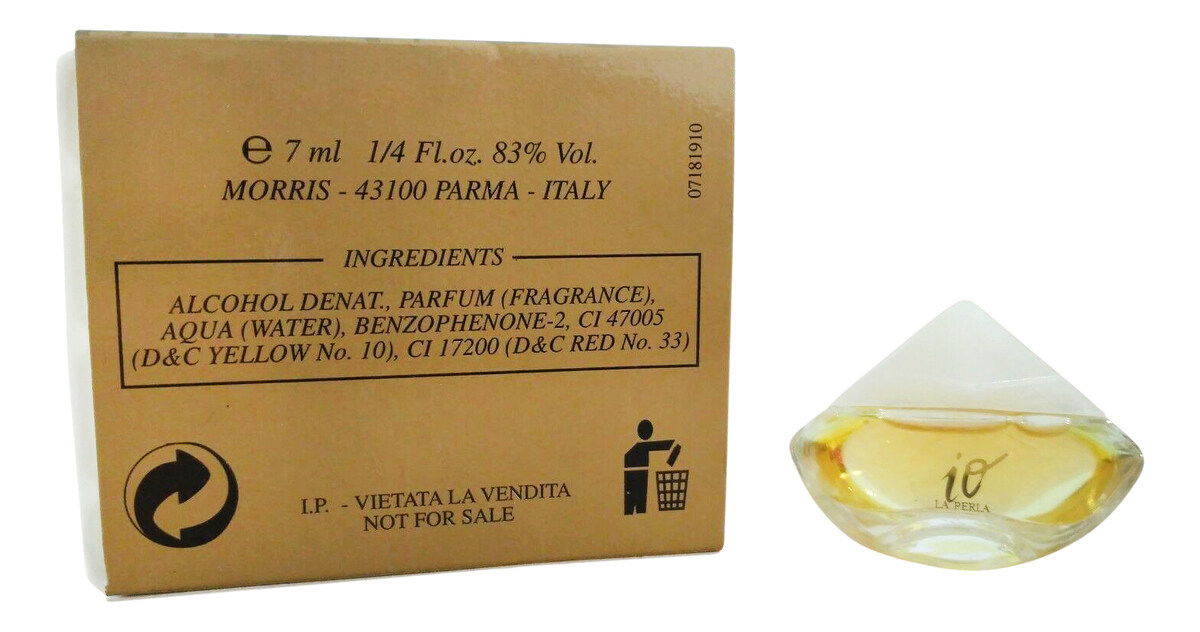 ℮ 7 ml 1/4 Fl.oz. 83% Vol.
MORRIS - 43100 PARMA - ITALY
07181910
INGREDIENTS
ALCOHOL DENAT., PARFUM (FRAGRANCE),
AQUA (WATER), BENZOPHENONE-2, CI 47005
(D&C YELLOW No. 10), CI 17200 (D&C RED No. 33)
I.P. - VIETATA LA VENDITA
NOT FOR SALE
io
LA PERLA